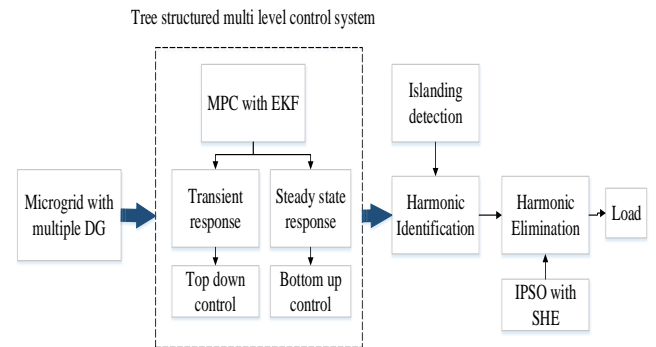 Tree structured multi level control system
MPC with EKF
Islanding
detection
Microgrid with
multiple DG
Transient
response
Steady state
response
Harmonic
Identification
Harmonic
Elimination
Load
Top down
control
Bottom up
control
IPSO with
SHE